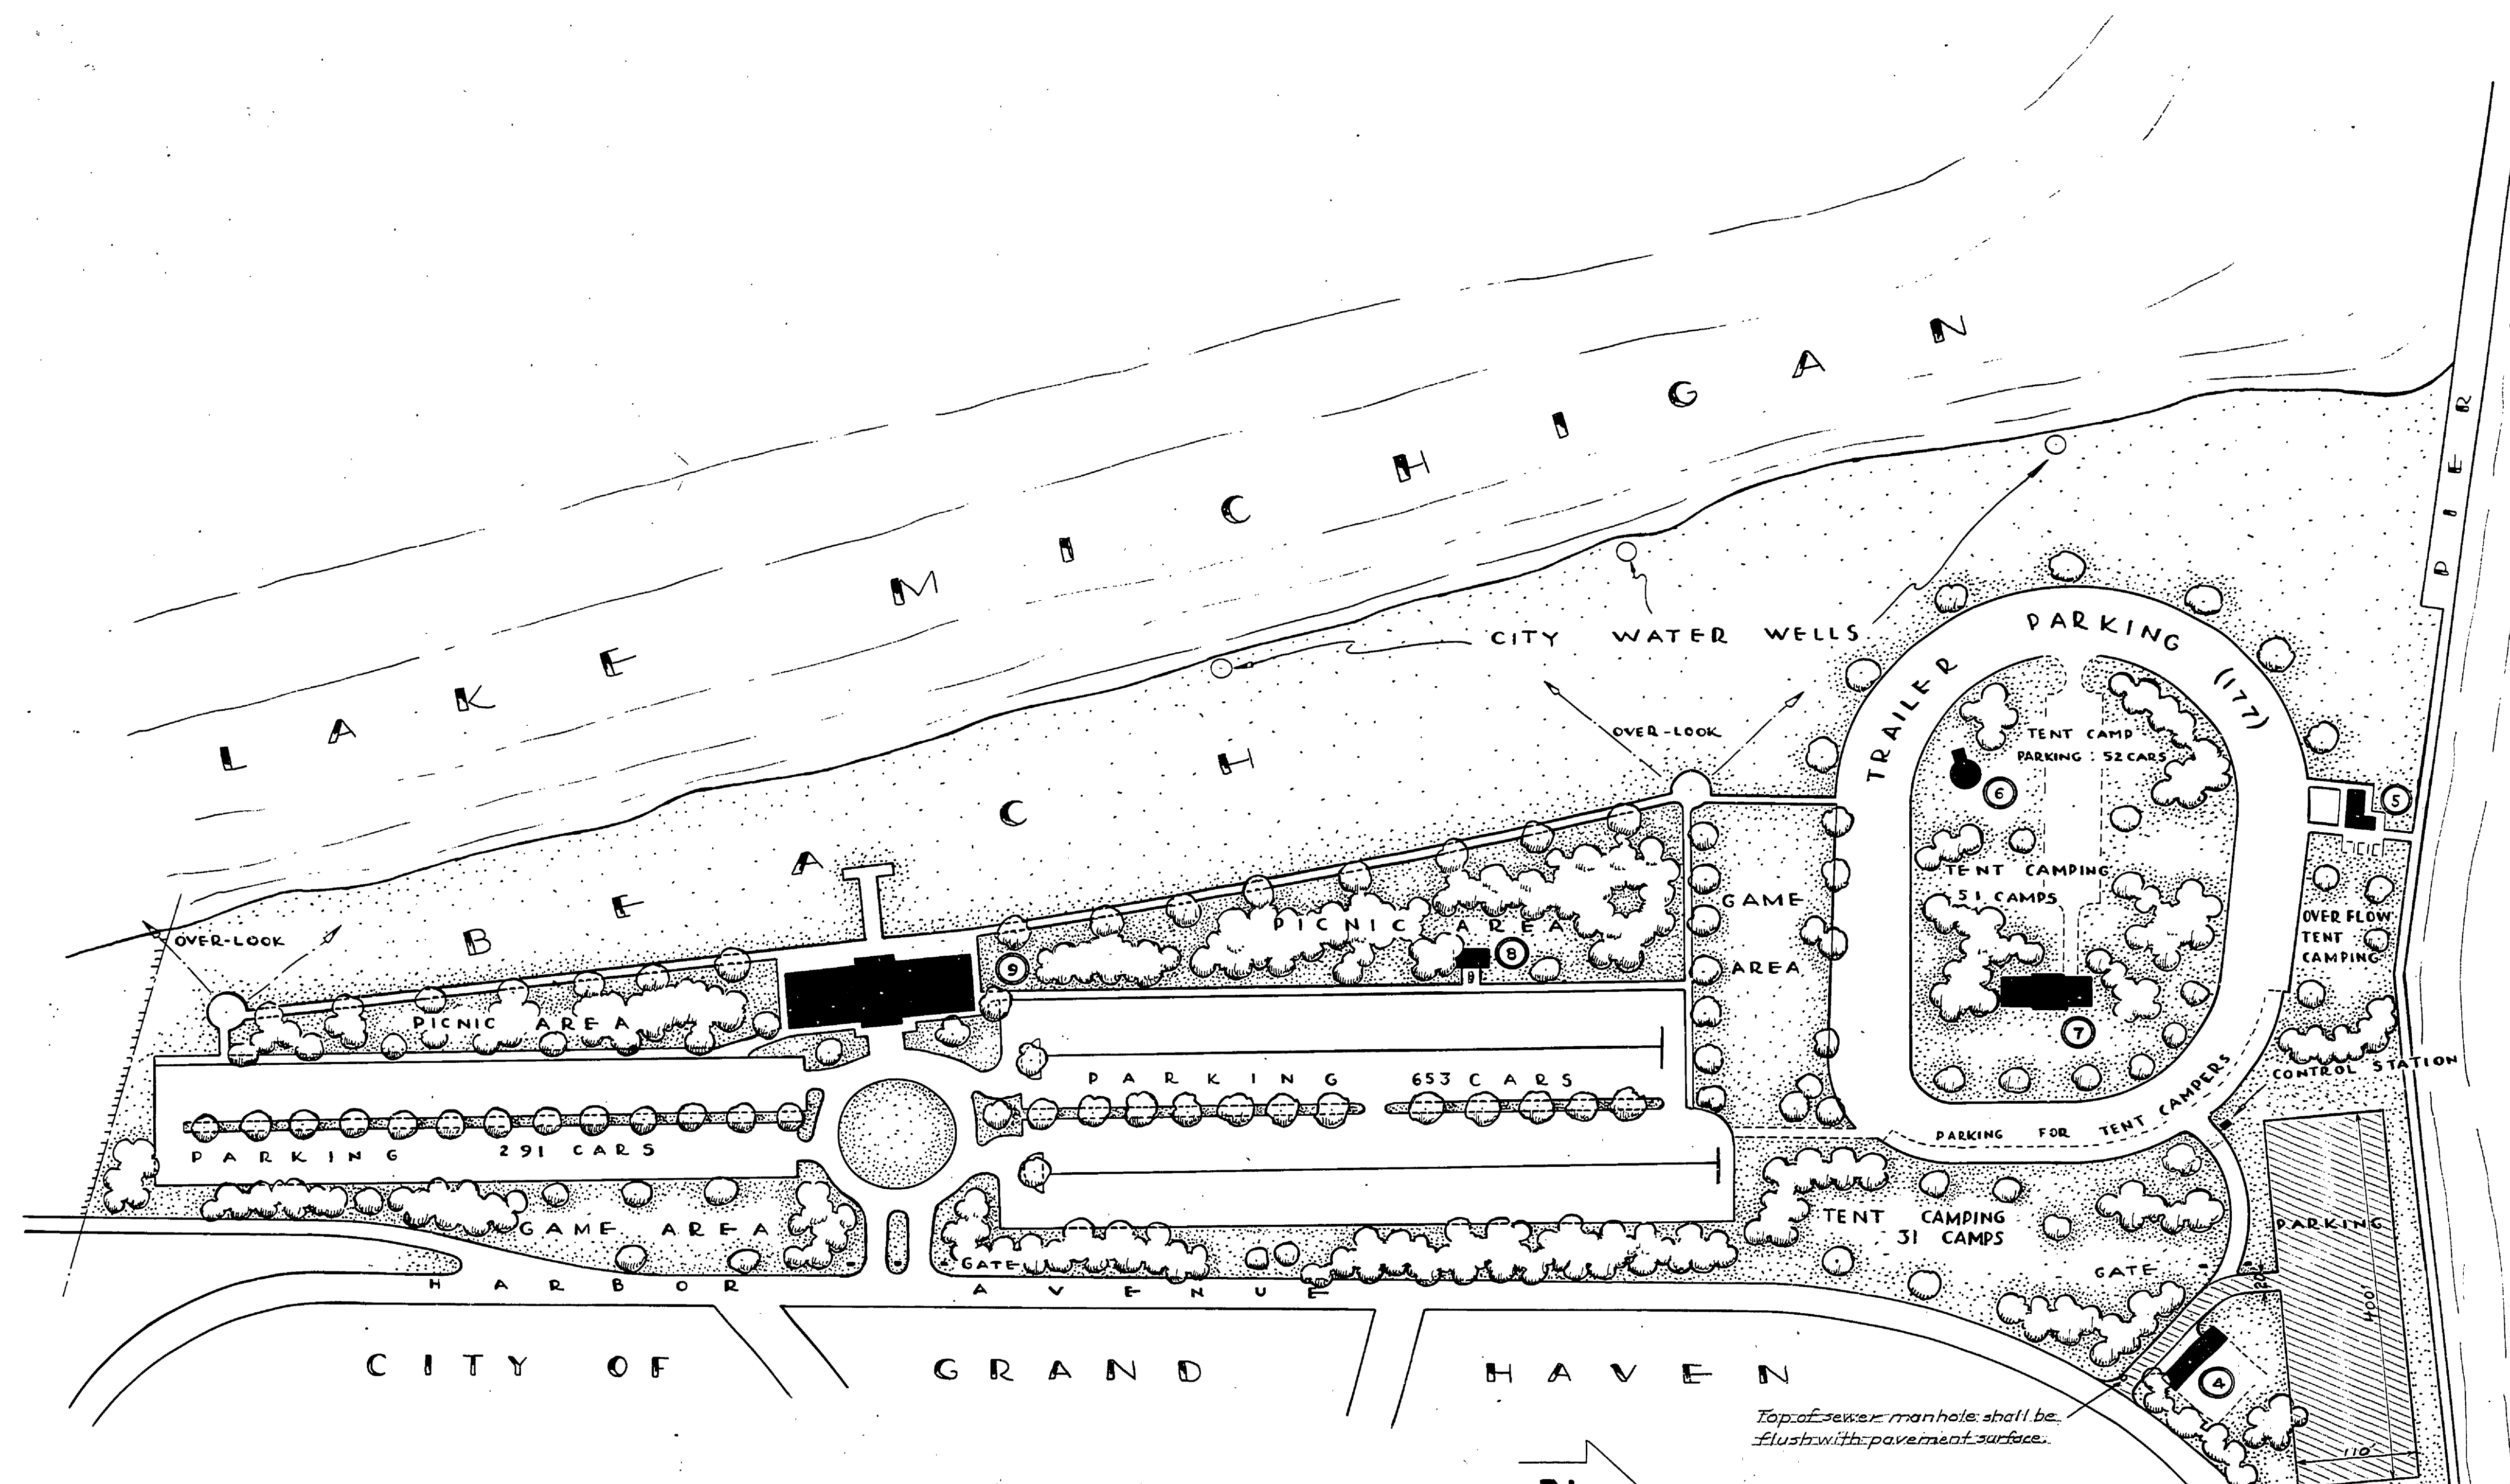 LAKE MICHIGAN
PIER
CITY WATER WELLS
OVER-LOOK
TRAILER PARKING (177)
TENT CAMP
PARKING : 52 CARS
6
5
BEACH
OVER-LOOK
TENT CAMPING
51 CAMPS
GAME
AREA
PICNIC AREA
8
9
OVER FLOW
TENT
CAMPING
PICNIC AREA
7
CONTROL STATION
PARKING 653 CARS
PARKING FOR TENT CAMPERS
PARKING 291 CARS
GAME AREA
TENT CAMPING
31 CAMPS
PARKING
GATE
GATE
20'
400'
HARBOR AVENUE
CITY OF GRAND HAVEN
4
Top of sewer manhole shall be
flush with pavement surface.
110'